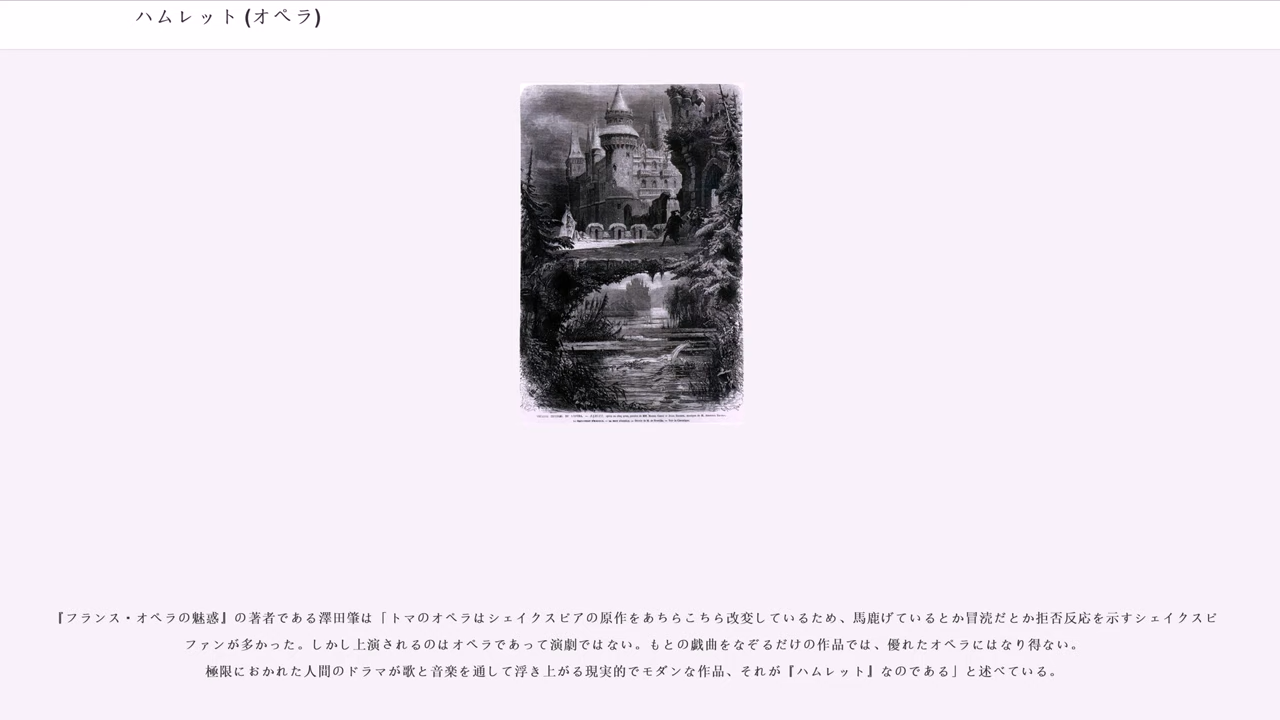 ハムレット (オペラ)
『フランス・オペラの魅惑』の著者である澤田肇は「トマのオペラはシェイクスピアの原作をあちらこちら改変しているため、馬鹿げているとか冒涜だとか拒否反応を示すシェイクスピ
ファンが多かった。しかし上演されるのはオペラであって演劇ではない。もとの戯曲をなぞるだけの作品では、優れたオペラにはなり得ない。
極限におかれた人間のドラマが歌と音楽を通して浮き上がる現実的でモダンな作品、それが『ハムレット』なのである」と述べている。